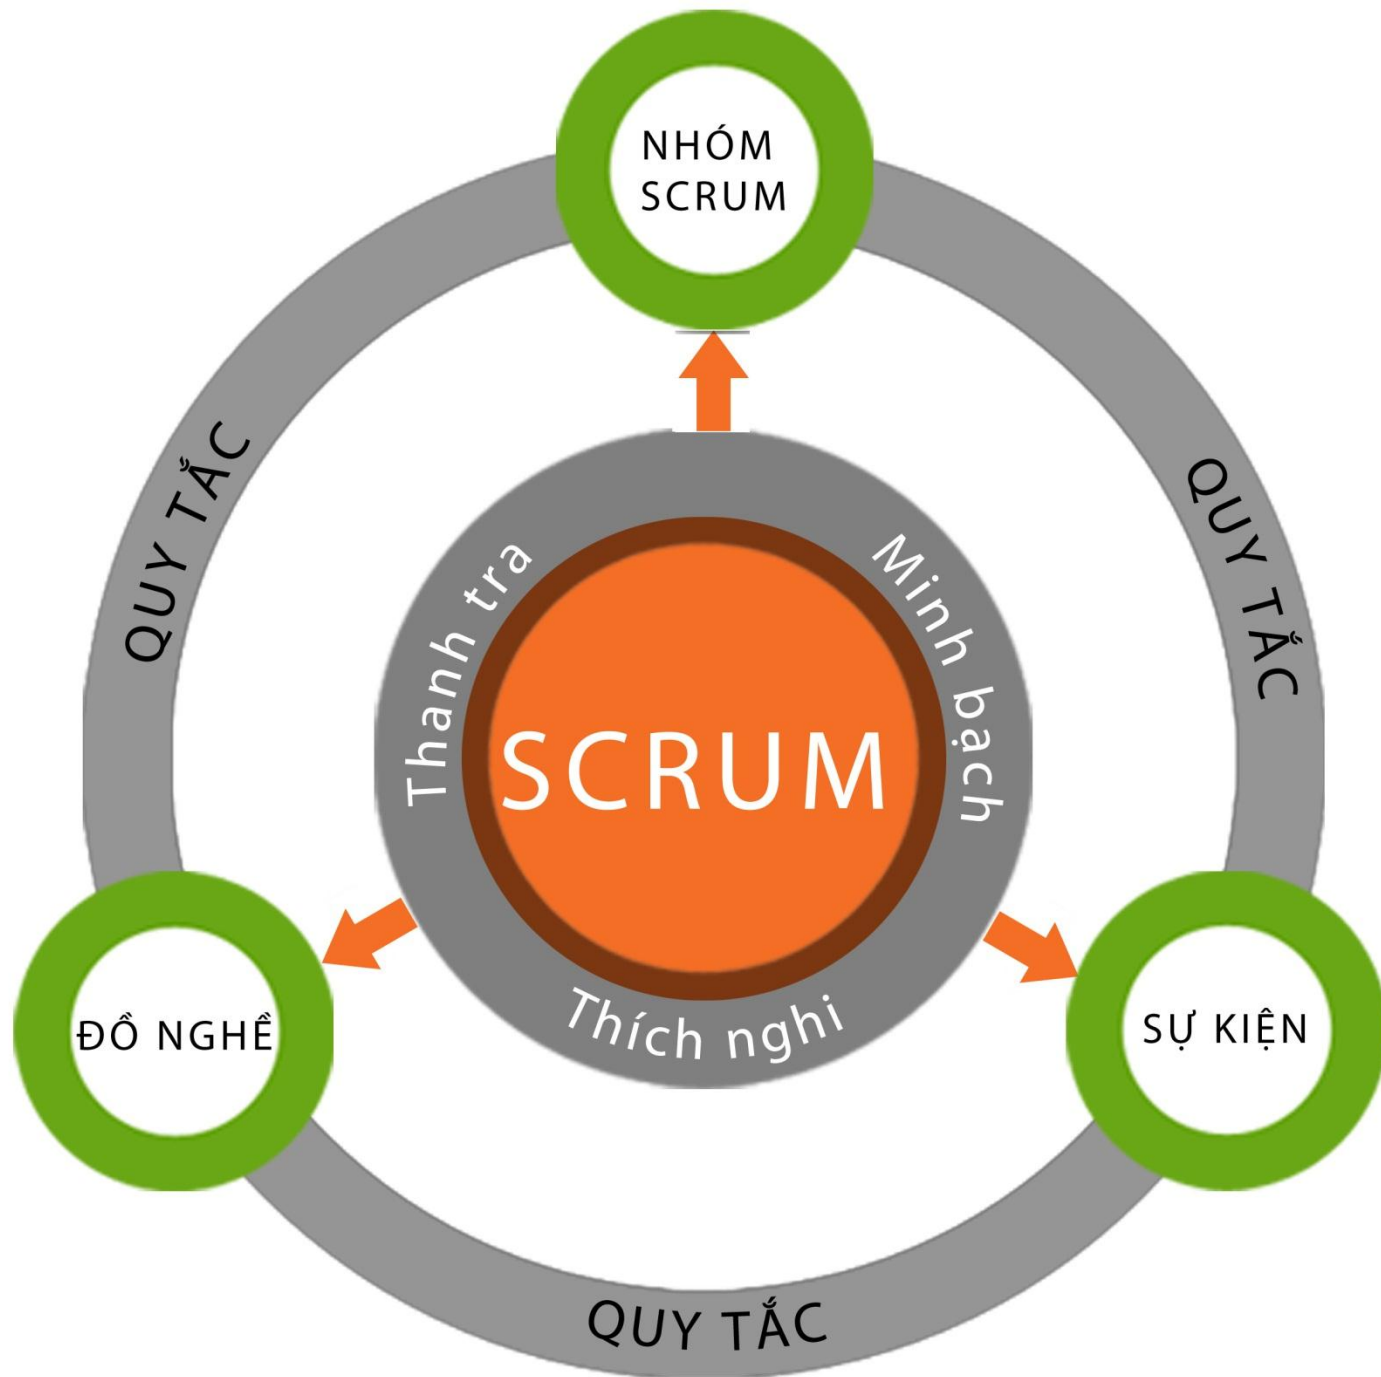 NHÓM
SCRUM
QUY TẮC
QUY TẮC
Thanh tra
Minh bạch
SCRUM
Thích nghi
ĐỒ NGHỀ
SỰ KIỆN
QUY TẮC